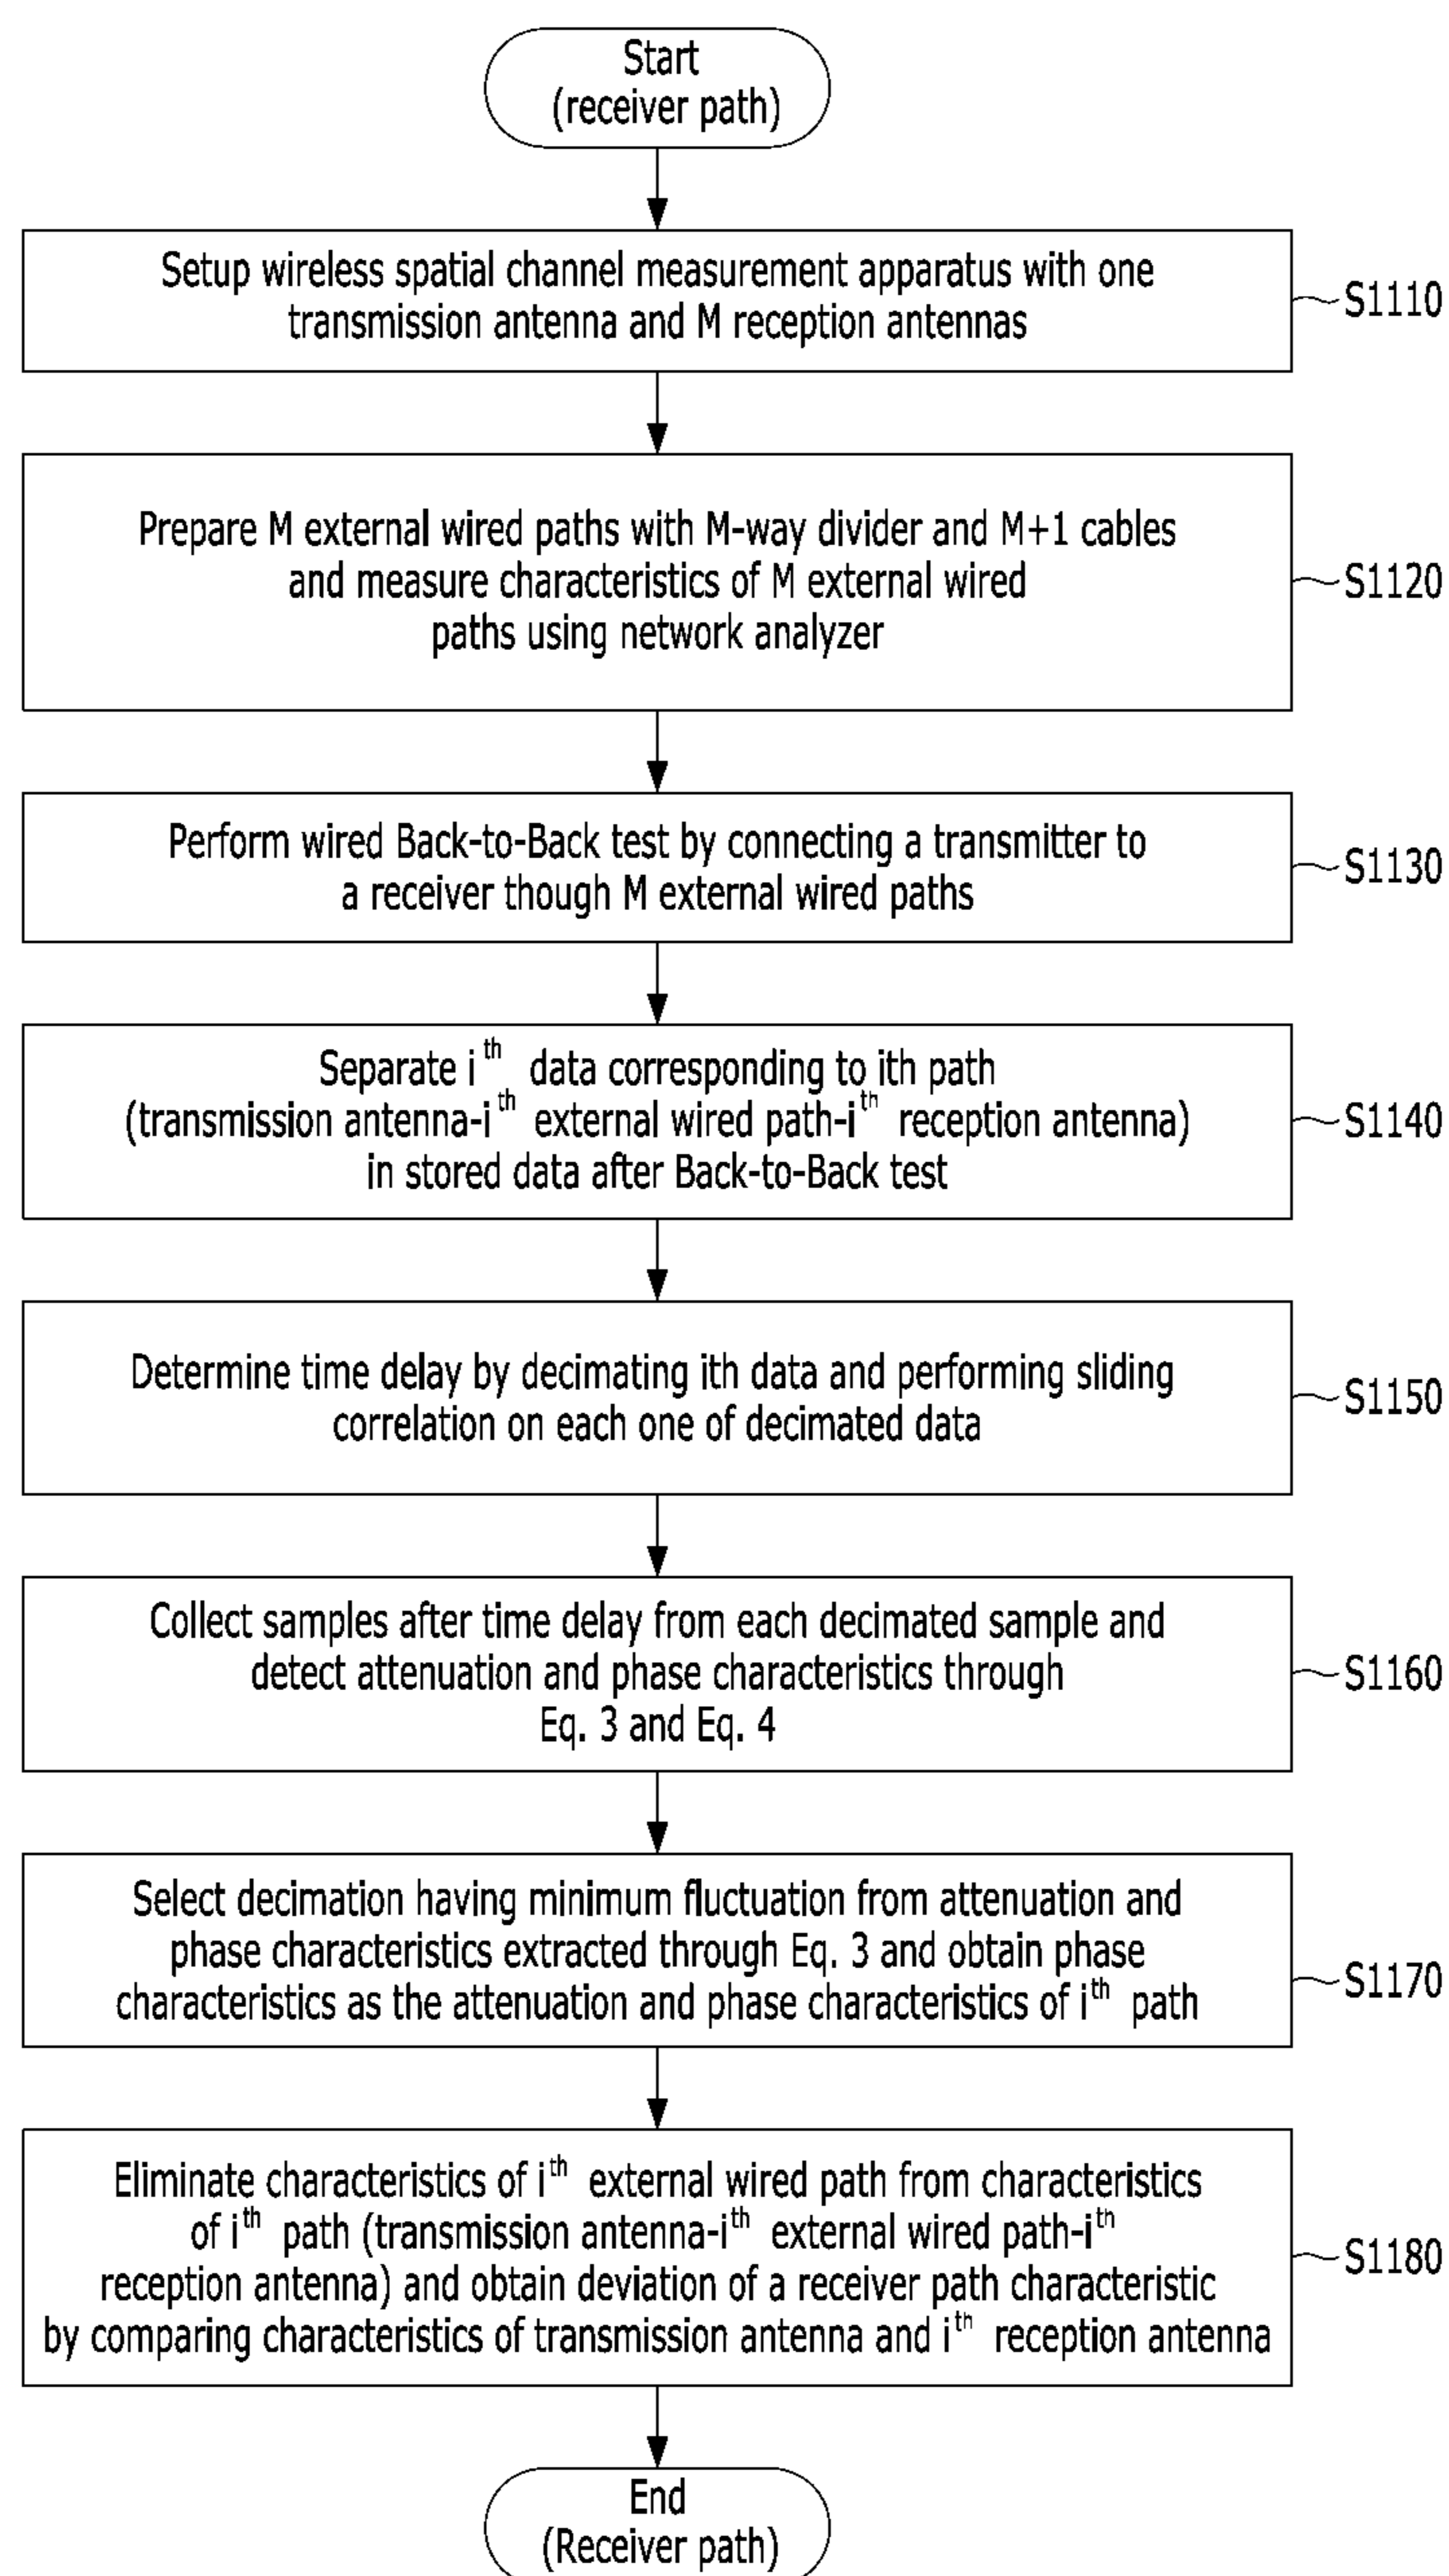 Start
(receiver path)
Setup wireless spatial channel measurement apparatus with one
transmission antenna and M reception antennas
S1110
Prepare M external wired paths with M-way divider and M+1 cables
and measure characteristics of M external wired
paths using network analyzer
S1120
Perform wired Back-to-Back test by connecting a transmitter to
a receiver though M external wired paths
S1130
Separate i th data corresponding to ith path
(transmission antenna-i th external wired path-i th reception antenna)
in stored data after Back-to-Back test
S1140
Determine time delay by decimating ith data and performing sliding
correlation on each one of decimated data
S1150
Collect samples after time delay from each decimated sample and
detect attenuation and phase characteristics through
Eq. 3 and Eq. 4
S1160
Select decimation having minimum fluctuation from attenuation and
phase characteristics extracted through Eq. 3 and obtain phase
characteristics as the attenuation and phase characteristics of i th path
S1170
Eliminate characteristics of i th external wired path from characteristics
of i th path (transmission antenna-i th external wired path-i th
reception antenna) and obtain deviation of a receiver path characteristic
by comparing characteristics of transmission antenna and i th reception antenna
S1180
End
(Receiver path)